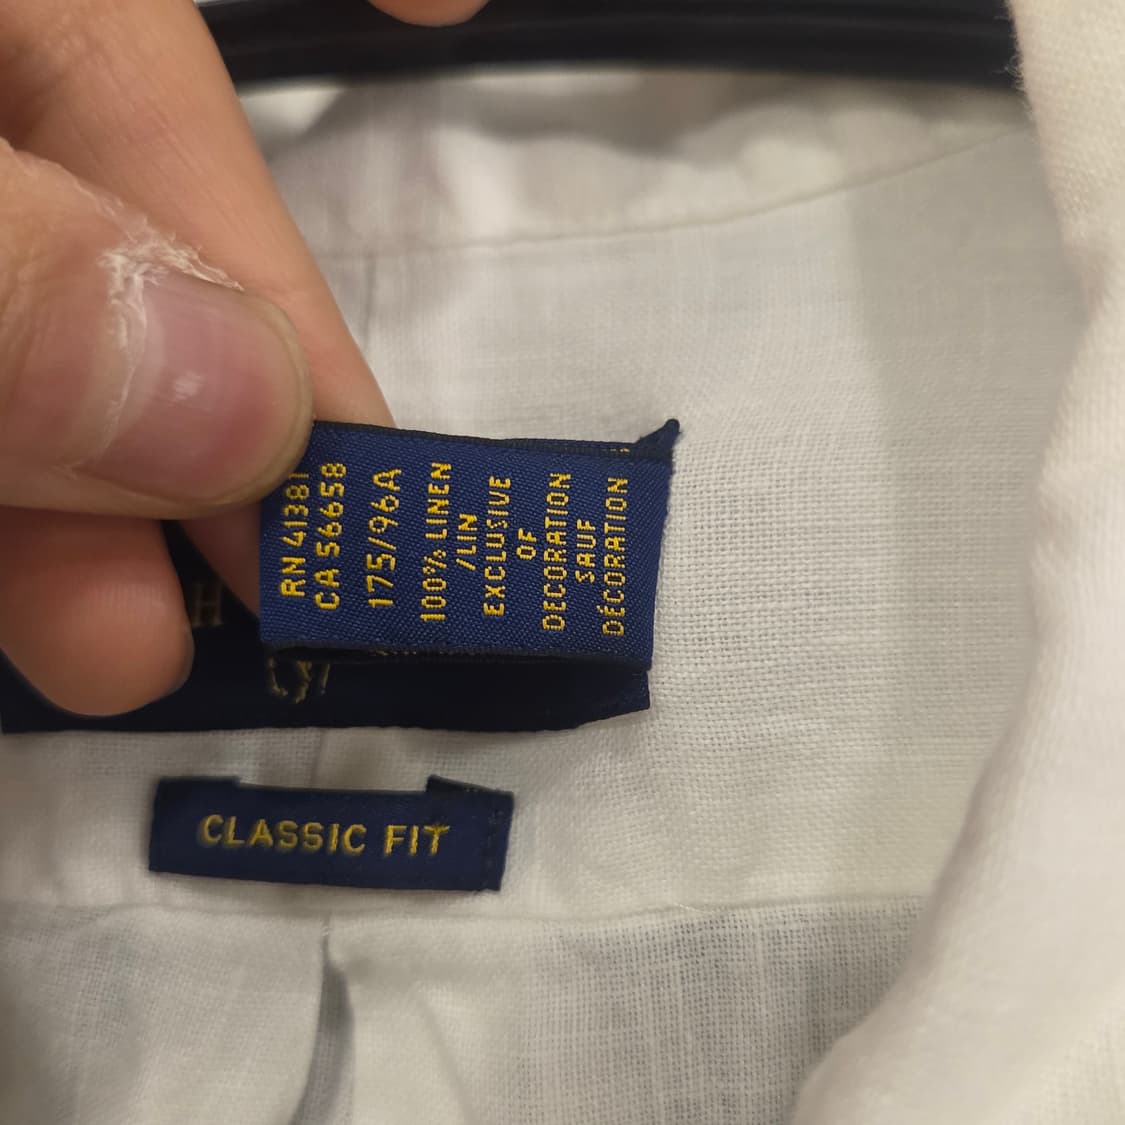 RN 41381
CA 56658
175/96A
100% LINEN
/LIN
EXCLUSIVE
OF
DECORATION
SAUF
DÉCORATION
H
CLASSIC FIT